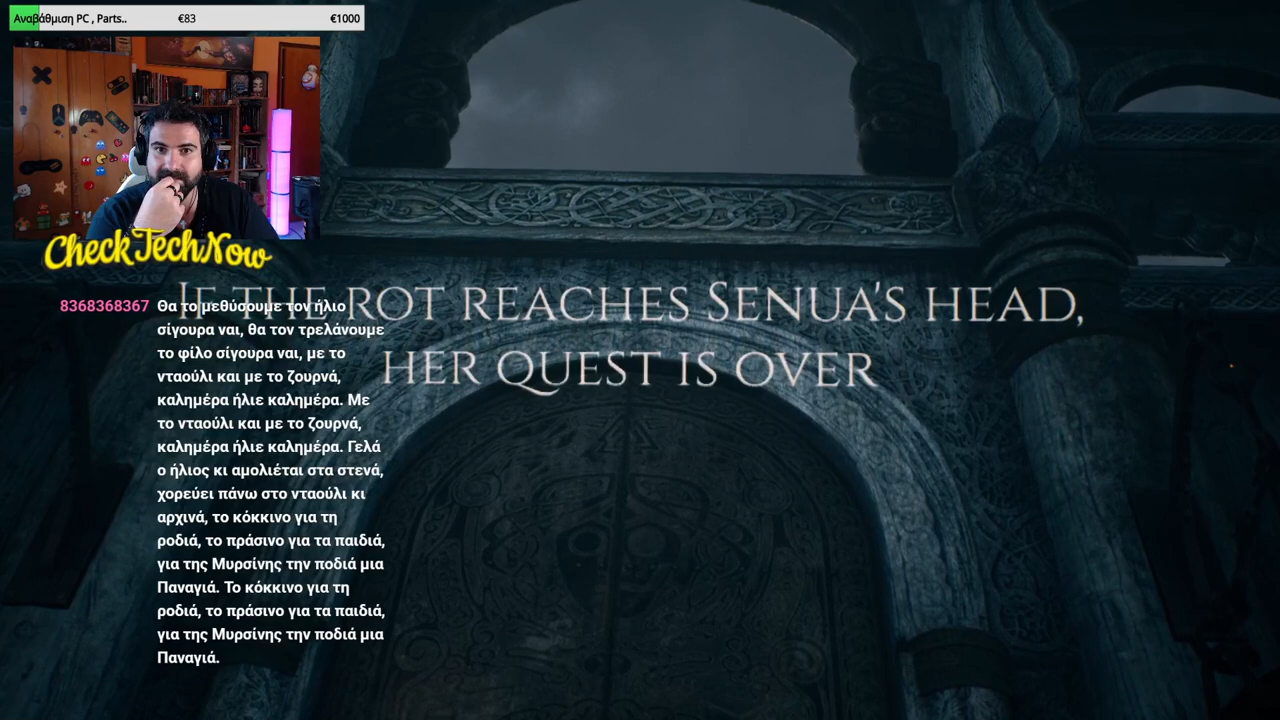 Αναβάθμιση PC , Parts.. €83 €1000
CheckTechNow
IF THE ROT REACHES SENUA'S HEAD,
HER QUEST IS OVER
8368368367 Θα το μεθύσουμε τον ήλιο
σίγουρα ναι, θα τον τρελάνουμε
το φίλο σίγουρα ναι, με το
νταούλι και με το ζουρνά,
καλημέρα ήλιε καλημέρα. Με
το νταούλι και με το ζουρνά,
καλημέρα ήλιε καλημέρα. Γελά
ο ήλιος κι αμολιέται στα στενά,
χορεύει πάνω στο νταούλι κι
αρχινά, το κόκκινο για τη
ροδιά, το πράσινο για τα παιδιά,
για της Μυρσίνης την ποδιά μια
Παναγιά. Το κόκκινο για τη
ροδιά, το πράσινο για τα παιδιά,
για της Μυρσίνης την ποδιά μια
Παναγιά.